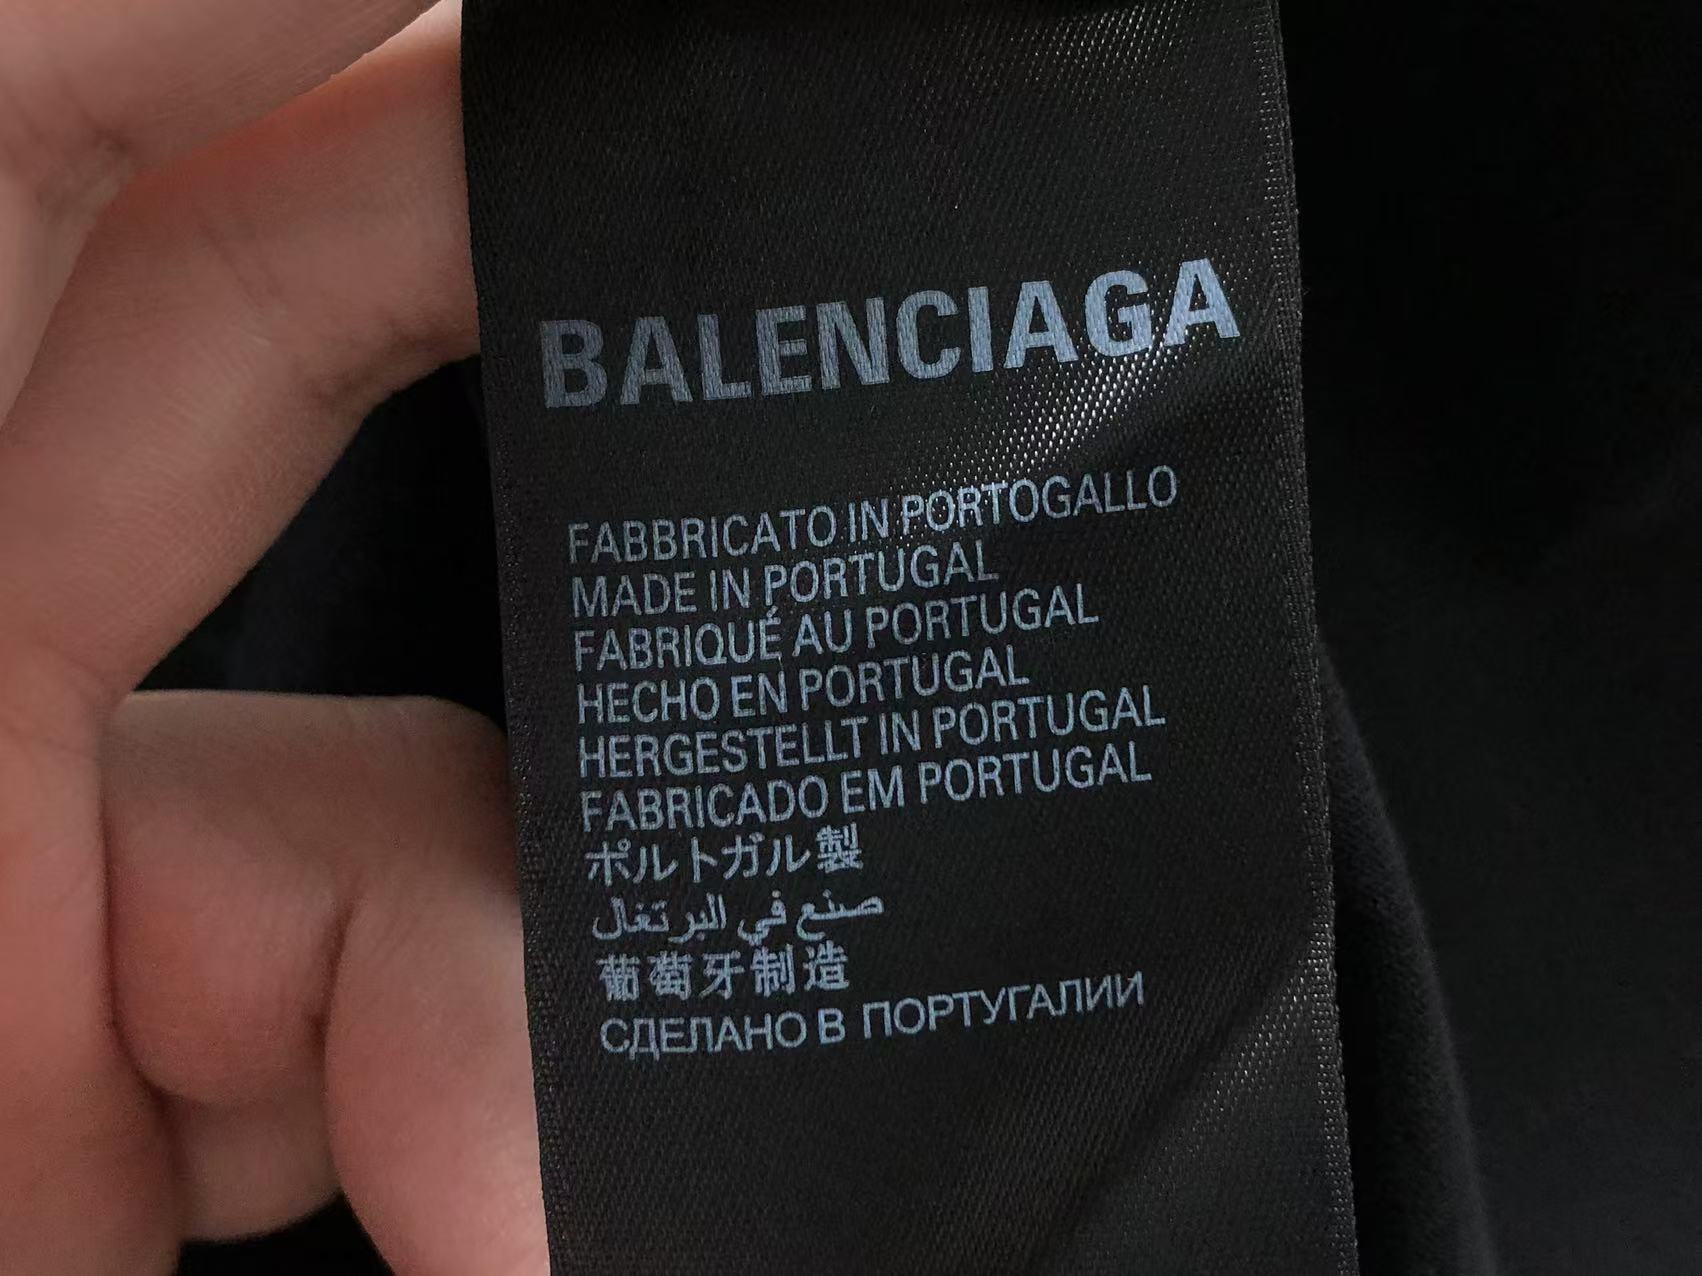 BALENCIAGA
FABBRICATO IN PORTOGALLO
MADE IN PORTUGAL
FABRIQUÉ AU PORTUGAL
HECHO EN PORTUGAL
HERGESTELLT IN PORTUGAL
FABRICADO EM PORTUGAL
ポルトガル製
صنع في البرتغال
葡萄牙制造
СДЕЛАНО В ПОРТУГАЛИИ